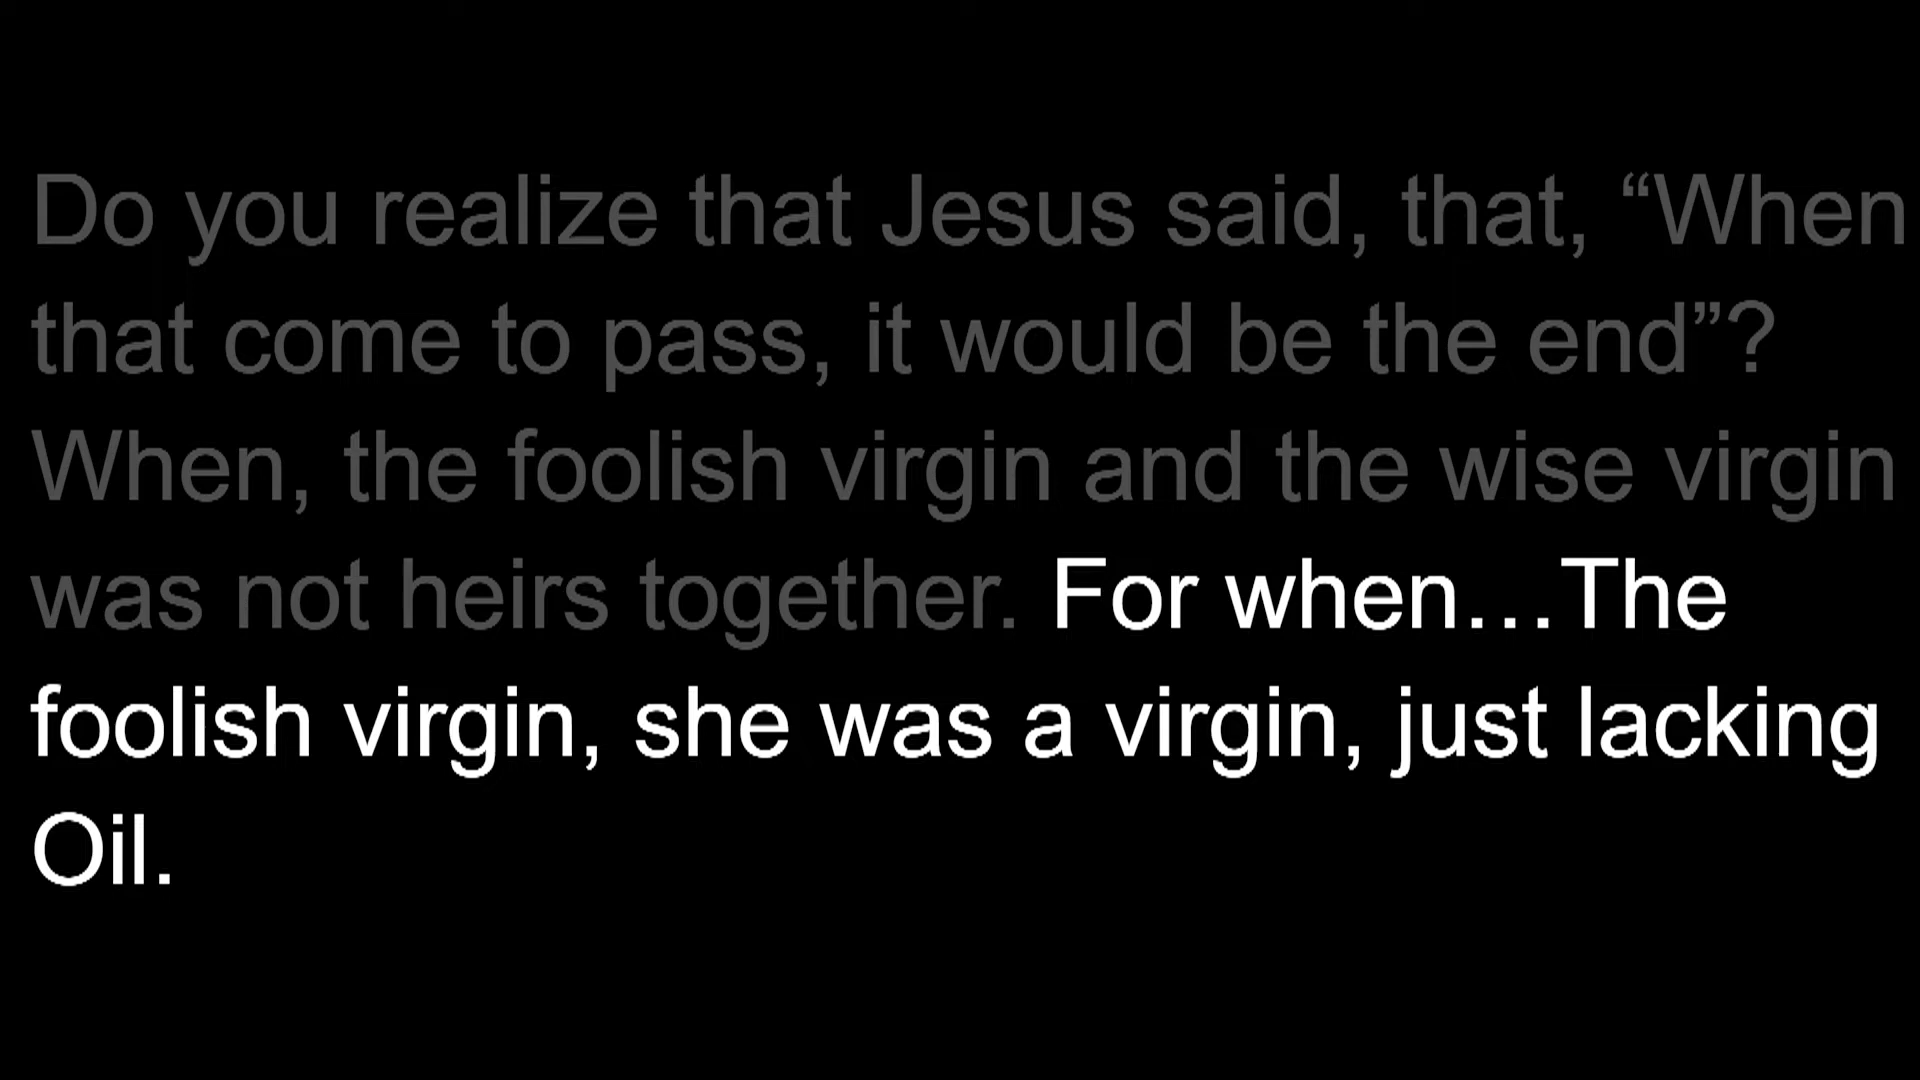 Do you realize that Jesus said, that, “When
that come to pass, it would be the end”?
When, the foolish virgin and the wise virgin
was not heirs together. For when…The
foolish virgin, she was a virgin, just lacking
Oil.